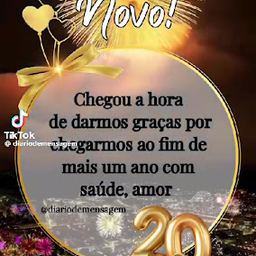 Novo!
Chegou a hora
de darmos graças por
chegarmos ao fim de
mais um ano com
saúde, amor
TikTok
@diariodemensagem
@diariodemensagem
20